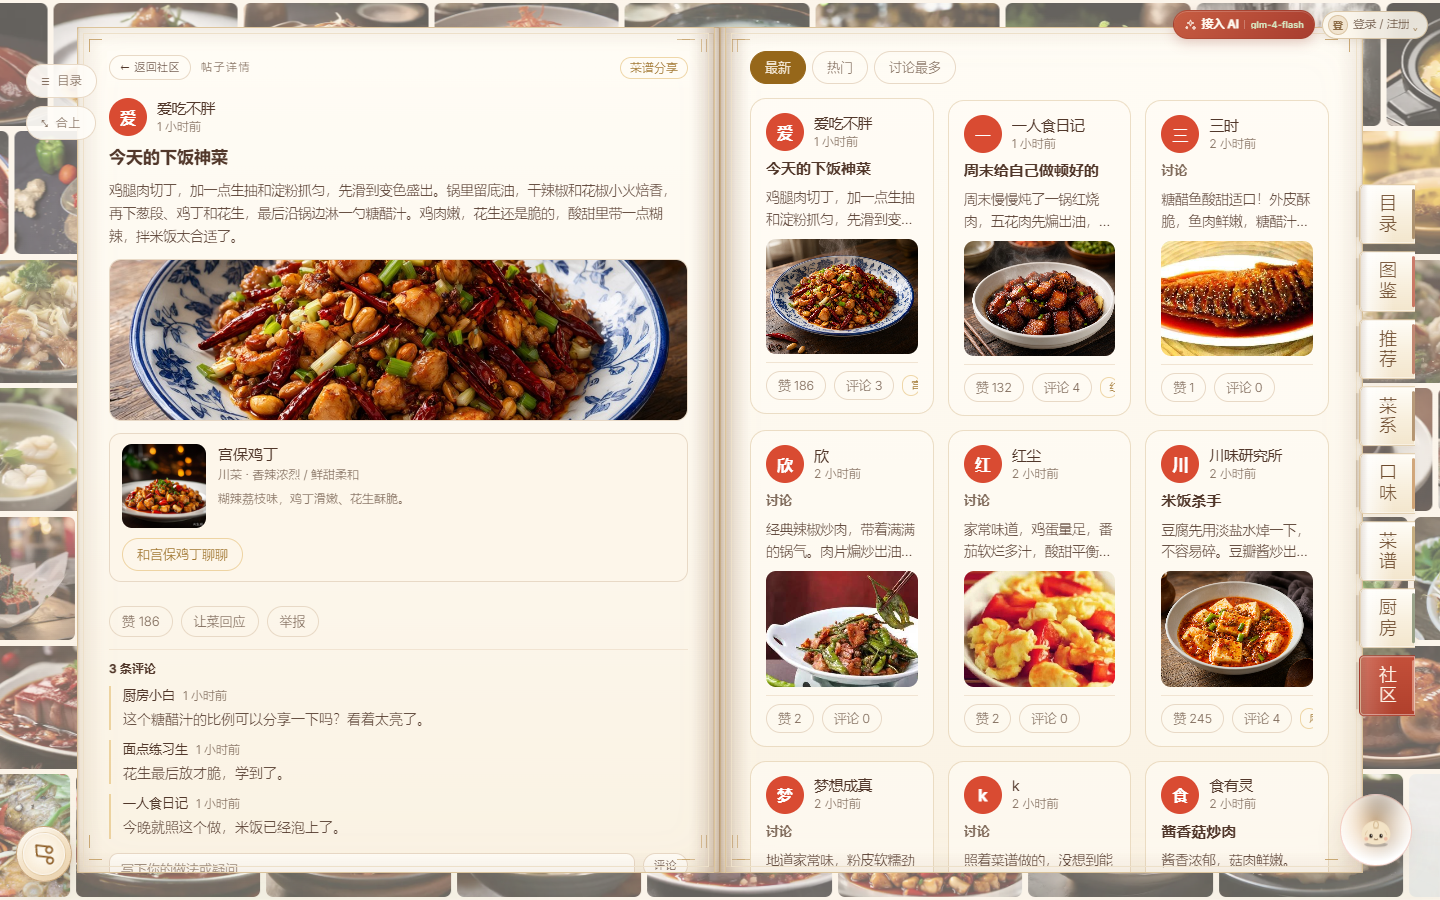 接入 AI glm-4-flash
登 登录 / 注册
目录
合上
← 返回社区 帖子详情 菜谱分享
爱 爱吃不胖
1 小时前
今天的下饭神菜
鸡腿肉切丁，加一点生抽和淀粉抓匀，先滑到变色盛出。锅里留底油，干辣椒和花椒小火焙香，
再下葱段、鸡丁和花生，最后沿锅边淋一勺糖醋汁。鸡肉嫩，花生还是脆的，酸甜里带一点糊
辣，拌米饭太合适了。
宫保鸡丁
川菜 · 香辣浓烈 / 鲜甜柔和
糊辣荔枝味，鸡丁滑嫩、花生酥脆。
和宫保鸡丁聊聊
赞 186 让菜回应 举报
3 条评论
厨房小白 1 小时前
这个糖醋汁的比例可以分享一下吗？看着太亮了。
面点练习生 1 小时前
花生最后放才脆，学到了。
一人食日记 1 小时前
今晚就照这个做，米饭已经泡上了。
写下你的做法或疑问 评论
最新 热门 讨论最多
爱 爱吃不胖
1 小时前
今天的下饭神菜
鸡腿肉切丁，加一点生抽
和淀粉抓匀，先滑到变...
赞 186 评论 3
一 一人食日记
1 小时前
周末给自己做顿好的
周末慢慢炖了一锅红烧
肉，五花肉先煸出油，...
赞 132 评论 4
三 三时
2 小时前
讨论
糖醋鱼酸甜适口！外皮酥
脆，鱼肉鲜嫩，糖醋汁...
赞 1 评论 0
欣 欣
2 小时前
讨论
经典辣椒炒肉，带着满满
的锅气。肉片煸炒出油...
赞 2 评论 0
红 红尘
2 小时前
讨论
家常味道，鸡蛋量足，番
茄软烂多汁，酸甜平衡...
赞 2 评论 0
川 川味研究所
2 小时前
米饭杀手
豆腐先用淡盐水焯一下，
不容易碎。豆瓣酱炒出...
赞 245 评论 4
梦 梦想成真
2 小时前
讨论
地道家常味，粉皮软糯劲
k k
2 小时前
讨论
照着菜谱做的，没想到能
食 食有灵
2 小时前
酱香菇炒肉
酱香浓郁，菇肉鲜嫩。
目录
图鉴
推荐
菜系
口味
菜谱
厨房
社区